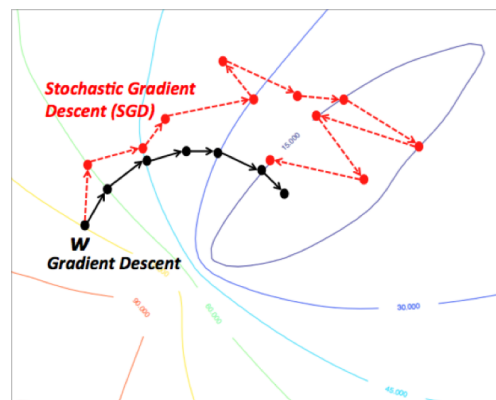 Stochastic Gradient
Descent (SGD)
15.000
W
Gradient Descent
90.000
60.000
30.000
45.000